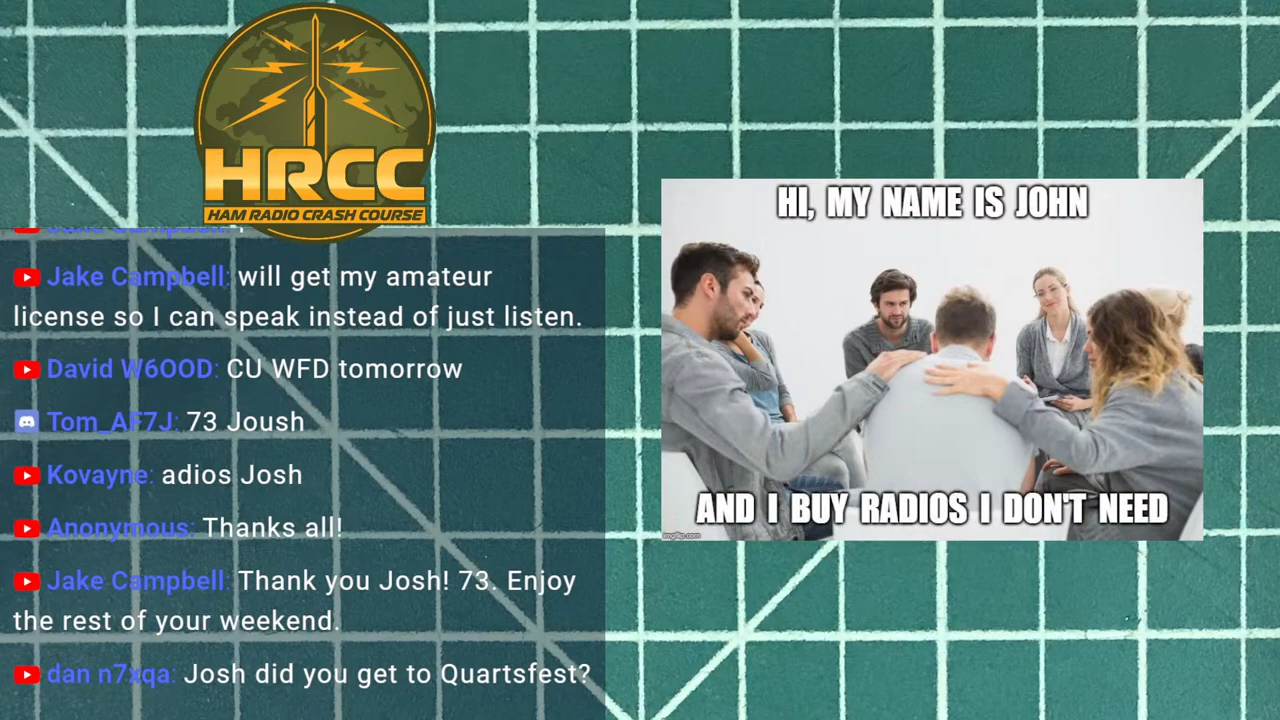 HRCC
HAM RADIO CRASH COURSE
Jake Campbell: will get my amateur
license so I can speak instead of just listen.
David W6OOD: CU WFD tomorrow
Tom_AF7J: 73 Joush
Kovayne: adios Josh
Anonymous: Thanks all!
Jake Campbell: Thank you Josh! 73. Enjoy
the rest of your weekend.
dan n7xqa: Josh did you get to Quartsfest?
HI, MY NAME IS JOHN
AND I BUY RADIOS I DON'T NEED
imgflip.com